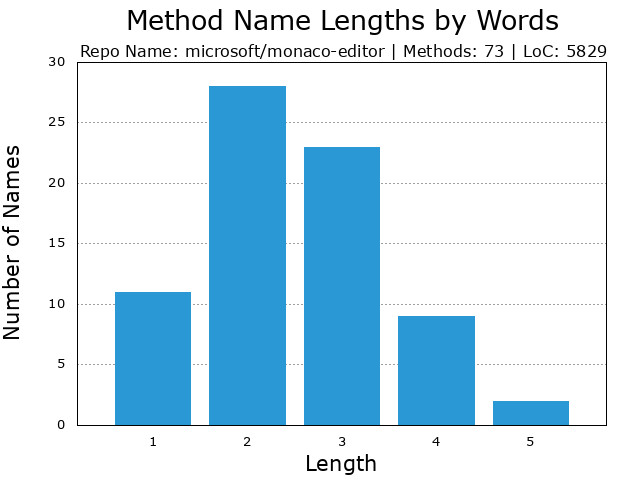 Method Name Lengths by Words
Repo Name: microsoft/monaco-editor | Methods: 73 | LoC: 5829
Number of Names
30
25
20
15
10
5
0
1 2 3 4 5
Length